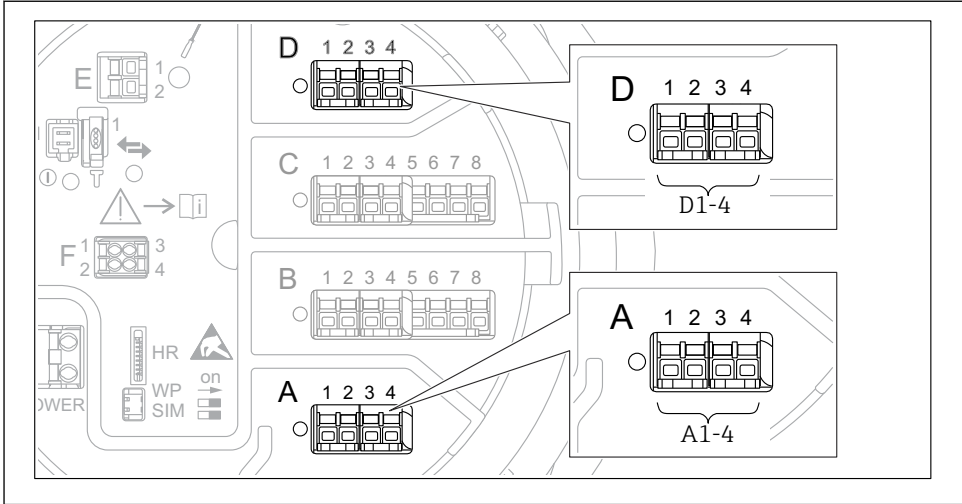 D 1 2 3 4
E 1
2
1
C 1 2 3 4 5 6 7 8
i
F 1 3
2 4
B 1 2 3 4 5 6 7 8
HR
WP on
SIM
OWER
A 1 2 3 4
D 1 2 3 4
D1-4
A 1 2 3 4
A1-4